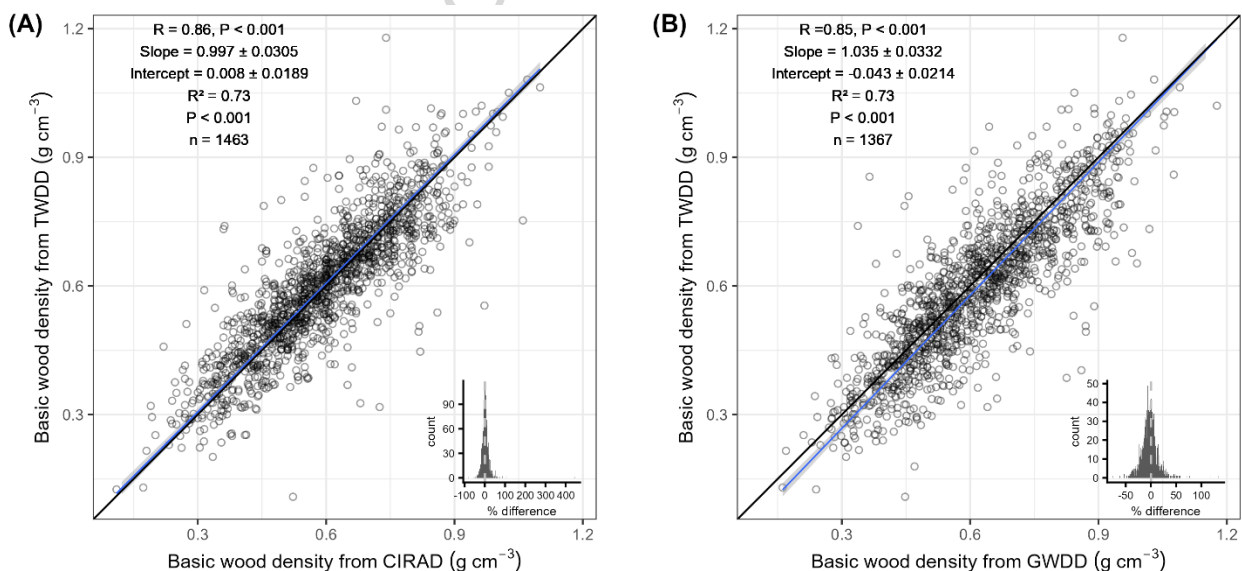 (A)
R = 0.86, P < 0.001
Slope = 0.997 ± 0.0305
Intercept = 0.008 ± 0.0189
R² = 0.73
P < 0.001
n = 1463
1.2
0.9
0.6
0.3
Basic wood density from TWDD (g cm⁻³)
0.3
0.6
0.9
1.2
Basic wood density from CIRAD (g cm⁻³)
90
60
30
0
count
-100 0 100 200 300 400
% difference
(B)
R =0.85, P < 0.001
Slope = 1.035 ± 0.0332
Intercept = -0.043 ± 0.0214
R² = 0.73
P < 0.001
n = 1367
1.2
0.9
0.6
0.3
Basic wood density from TWDD (g cm⁻³)
0.3
0.6
0.9
1.2
Basic wood density from GWDD (g cm⁻³)
50
40
30
20
10
0
count
-50 0 50 100
% difference